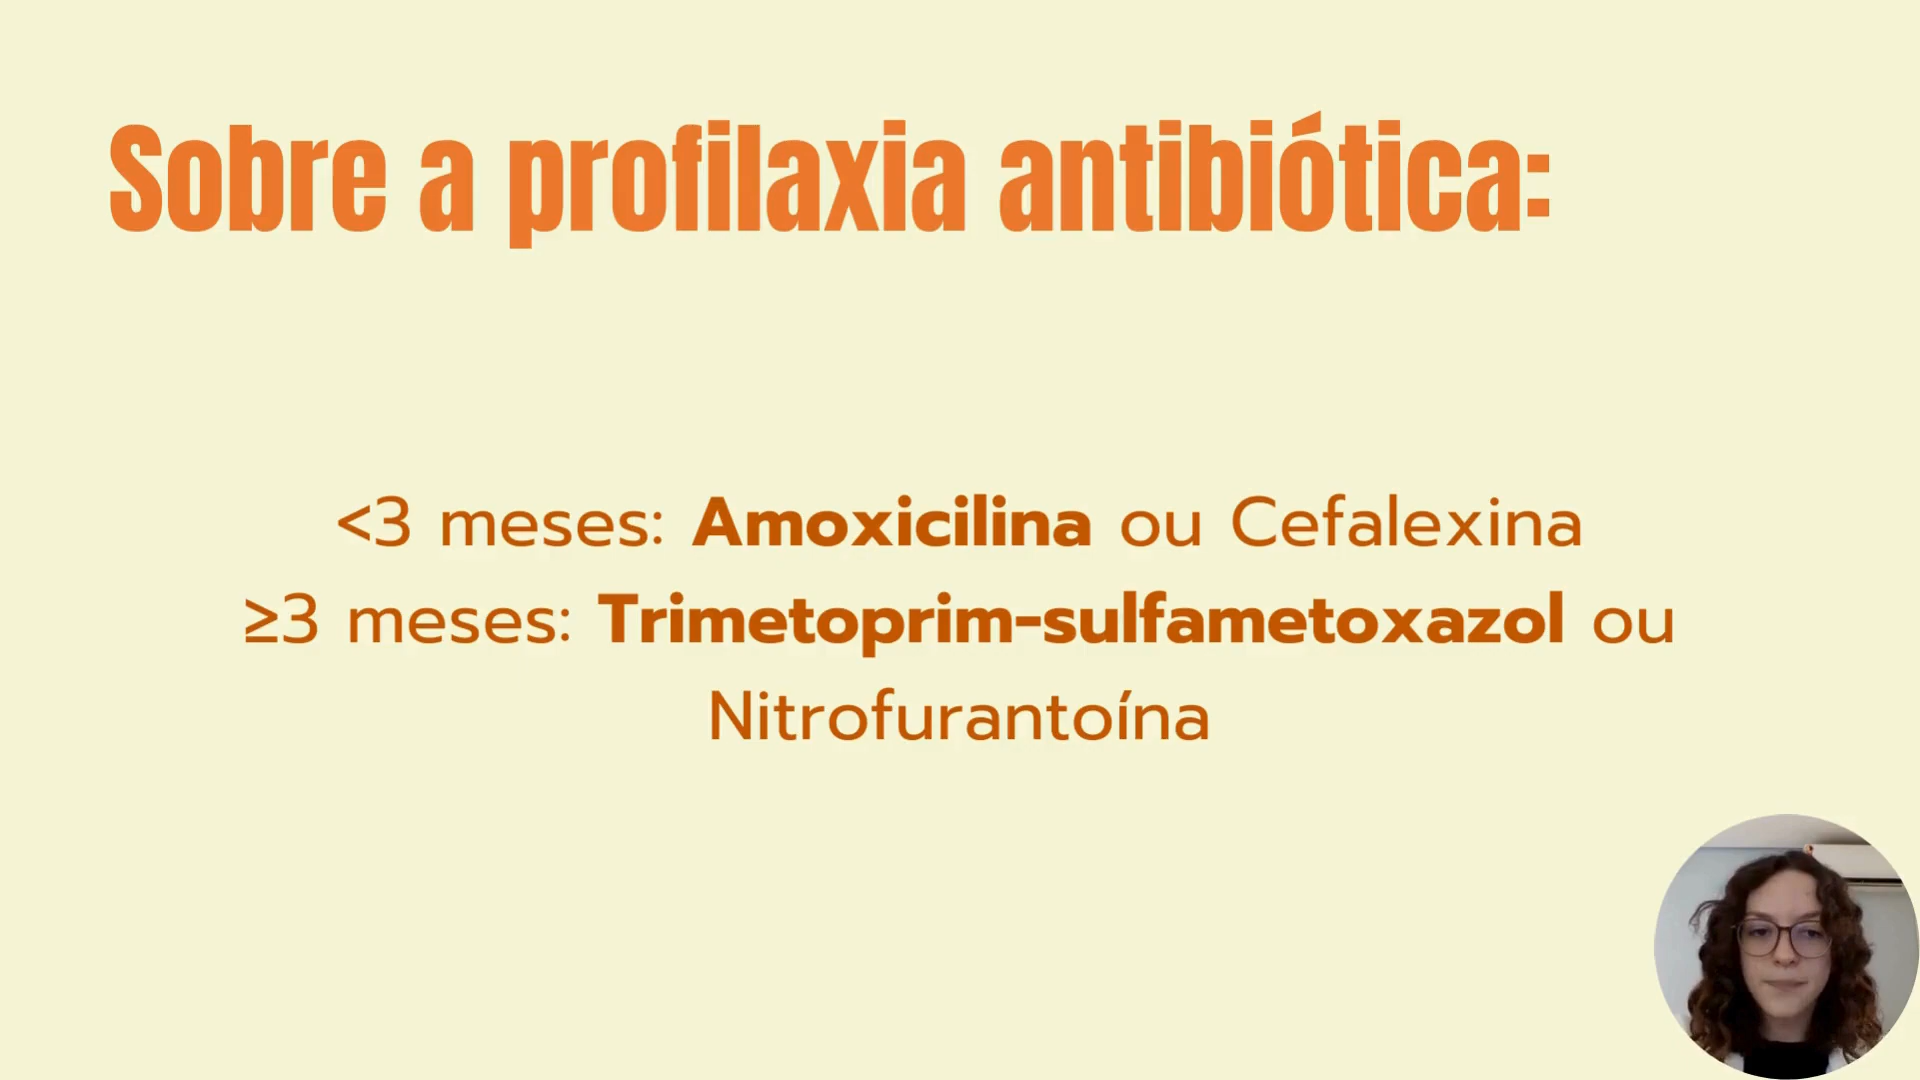 Sobre a profilaxia antibiótica:
<3 meses: Amoxicilina ou Cefalexina
≥3 meses: Trimetoprim-sulfametoxazol ou
Nitrofurantoína